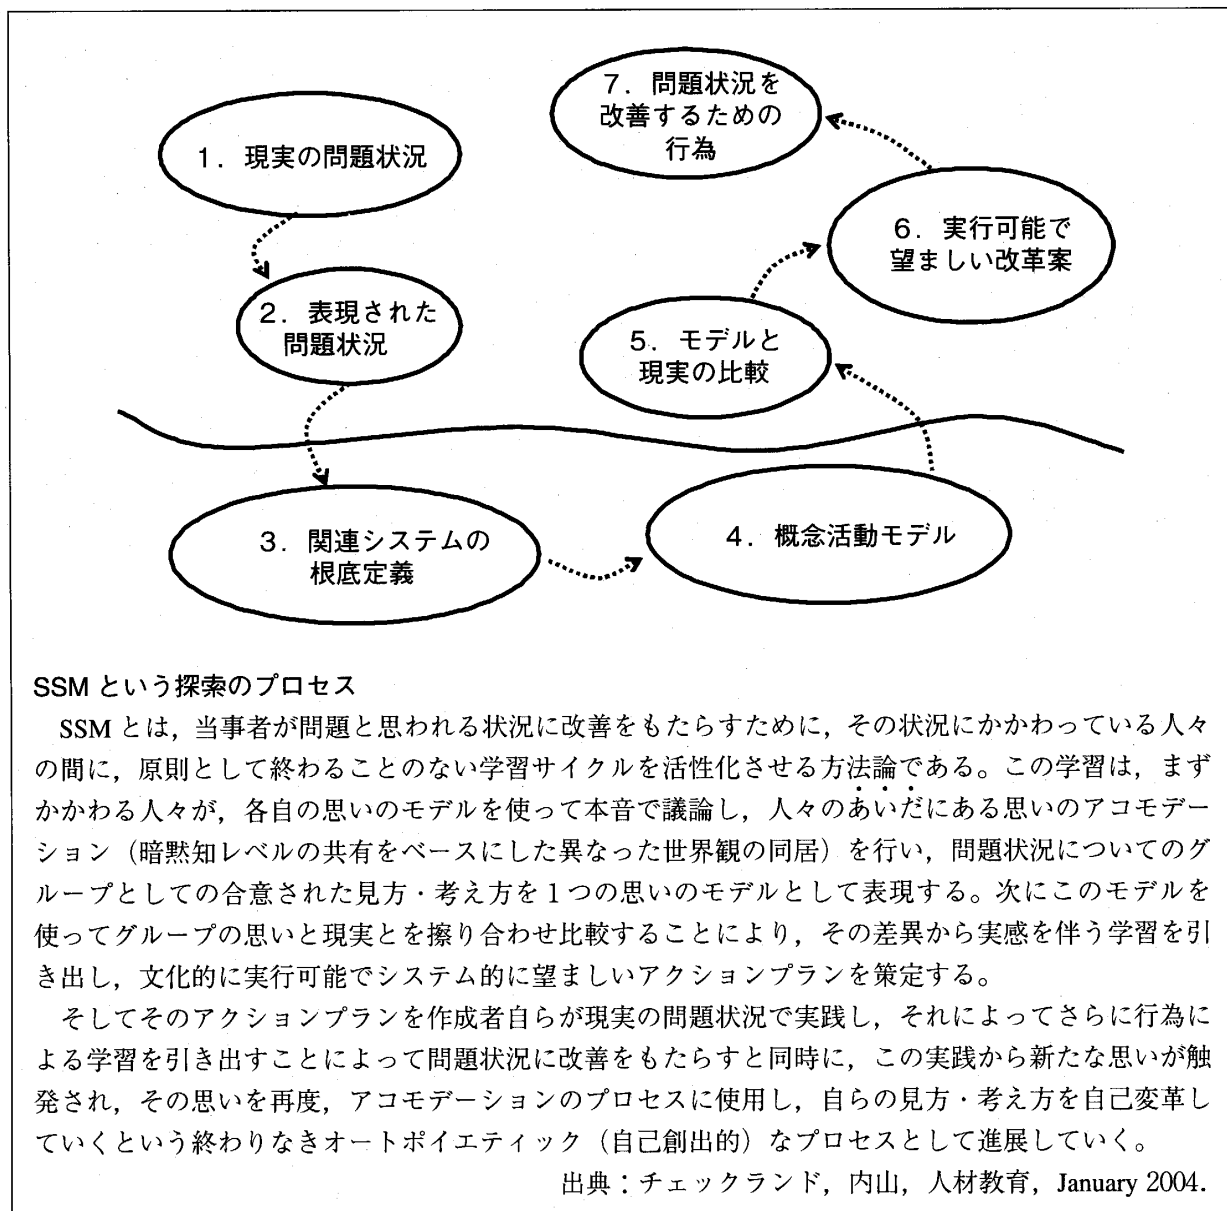 1．現実の問題状況
2．表現された
問題状況
3．関連システムの
根底定義
4．概念活動モデル
5．モデルと
現実の比較
6．実行可能で
望ましい改革案
7．問題状況を
改善するための
行為
SSM という探索のプロセス
SSM とは，当事者が問題と思われる状況に改善をもたらすために，その状況にかかわっている人々
の間に，原則として終わることのない学習サイクルを活性化させる方法論である。この学習は，まず
かかわる人々が，各自の思いのモデルを使って本音で議論し，人々のあいだにある思いのアコモデー
ション（暗黙知レベルの共有をベースにした異なった世界観の同居）を行い，問題状況についてのグ
ループとしての合意された見方・考え方を1つの思いのモデルとして表現する。次にこのモデルを
使ってグループの思いと現実とを擦り合わせ比較することにより，その差異から実感を伴う学習を引
き出し，文化的に実行可能でシステム的に望ましいアクションプランを策定する。
そしてそのアクションプランを作成者自らが現実の問題状況で実践し，それによってさらに行為に
よる学習を引き出すことによって問題状況に改善をもたらすと同時に，この実践から新たな思いが触
発され，その思いを再度，アコモデーションのプロセスに使用し，自らの見方・考え方を自己変革し
ていくという終わりなきオートポイエティック（自己創出的）なプロセスとして進展していく。
出典：チェックランド，内山，人材教育，January 2004.